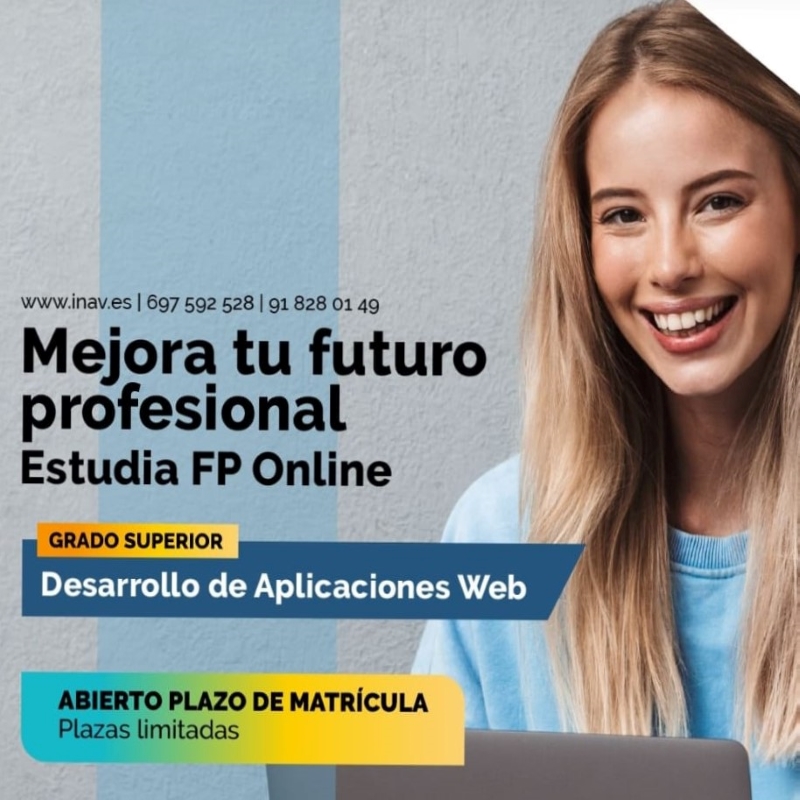 www.inav.es | 697 592 528 | 91 828 01 49
Mejora tu futuro
profesional
Estudia FP Online
GRADO SUPERIOR
Desarrollo de Aplicaciones Web
ABIERTO PLAZO DE MATRÍCULA
Plazas limitadas